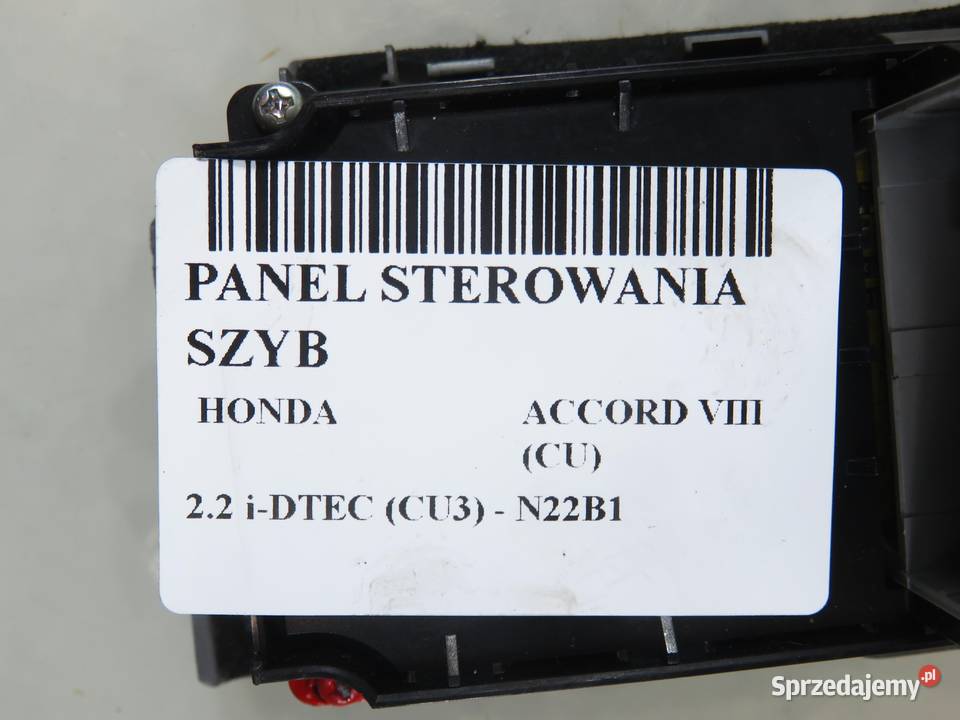 PANEL STEROWANIA
SZYB
HONDA ACCORD VIII
(CU)
2.2 i-DTEC (CU3) - N22B1
Sprzedajemy.pl